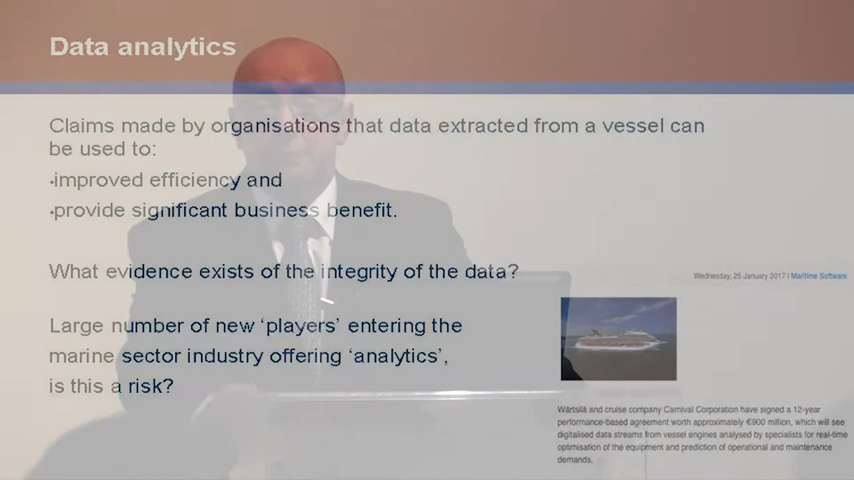 Data analytics
Claims made by organisations that data extracted from a vessel can
be used to:
•improved efficiency and
•provide significant business benefit.
What evidence exists of the integrity of the data?
Large number of new ‘players’ entering the
marine sector industry offering ‘analytics’,
is this a risk?
Wednesday, 25 January 2017 | Maritime Software
Wärtsilä and cruise company Carnival Corporation have signed a 12-year
performance-based agreement worth approximately €900 million, which will see
digitalised data streams from vessel engines analysed by specialists for real-time
optimisation of the equipment and prediction of operational and maintenance
demands.